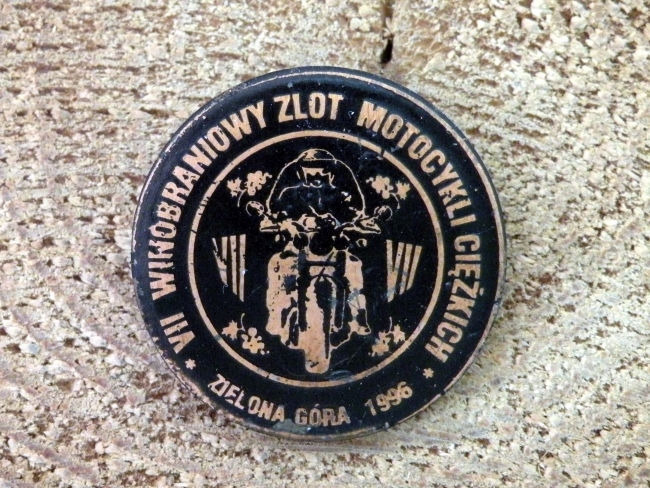 VII WINOBRANIOWY ZLOT MOTOCYKLI CIĘŻKICH
VII VII
* ZIELONA GÓRA 1996 *